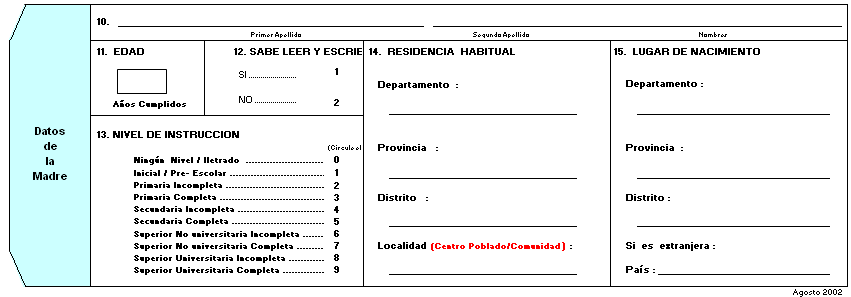 Datos
de
la
Madre
10.
Primer Apellido Segundo Apellido Nombres
11. EDAD
Años Cumplidos
12. SABE LEER Y ESCRIE
SI ..................... 1
NO ................... 2
13. NIVEL DE INSTRUCCION
(Circule el
Ningún Nivel / Iletrado ............................ 0
Inicial / Pre- Escolar ................................ 1
Primaria Incompleta ................................. 2
Primaria Completa ................................... 3
Secundaria Incompleta ............................ 4
Secundaria Completa .............................. 5
Superior No universitaria Incompleta ....... 6
Superior No universitaria Completa ......... 7
Superior Universitaria Incompleta ............ 8
Superior Universitaria Completa .............. 9
14. RESIDENCIA HABITUAL
Departamento :
Provincia :
Distrito :
Localidad (Centro Poblado/Comunidad) :
15. LUGAR DE NACIMIENTO
Departamento :
Provincia :
Distrito :
Si es extranjera :
País :
Agosto 2002